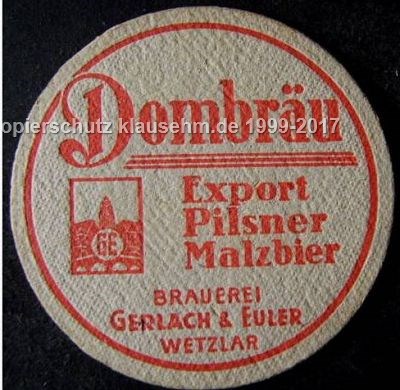 Dombräu
opierschutz klausehm.de 1999-2017
Export
Pilsner
Malzbier
GE
BRAUEREI
GERLACH & EULER
WETZLAR